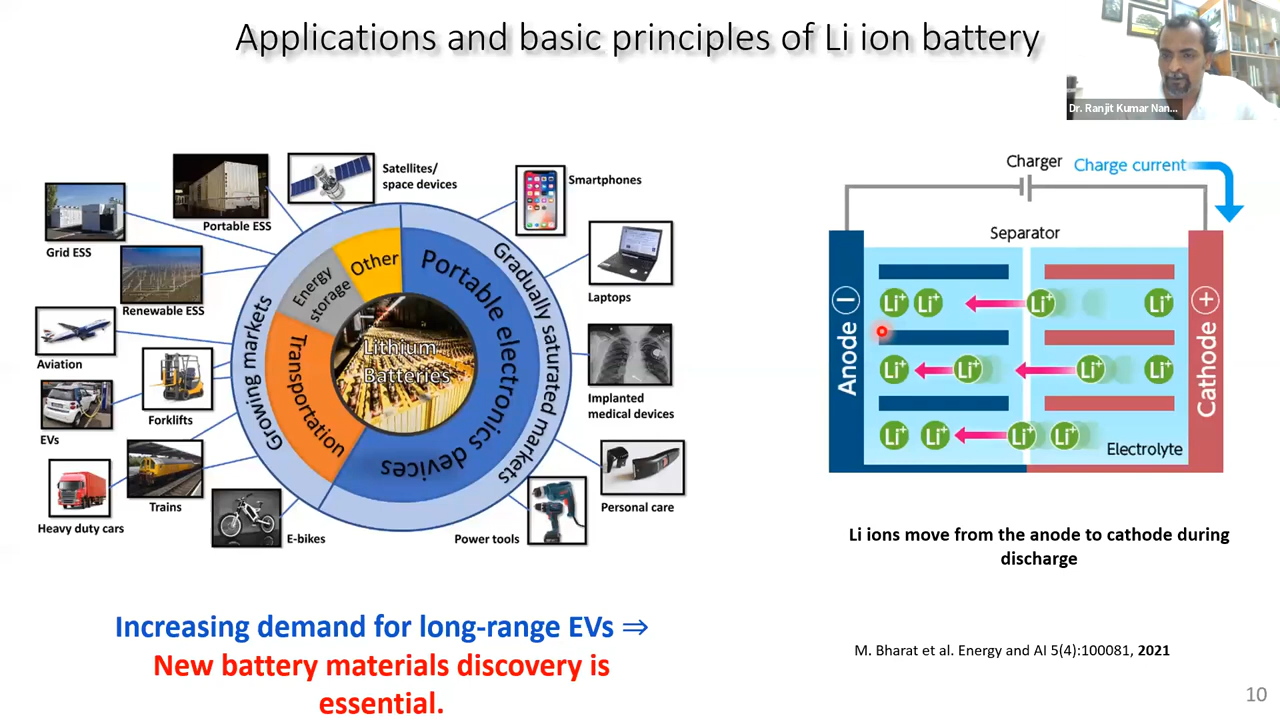 Applications and basic principles of Li ion battery
Dr. Ranjit Kumar Nan...
Satellites/
space devices
Portable ESS
Grid ESS
Renewable ESS
Aviation
Forklifts
EVs
Trains
Heavy duty cars
E-bikes
Smartphones
Laptops
Implanted
medical devices
Personal care
Power tools
Growing markets
Gradually saturated markets
Energy
storage
Other
Portable electronics devices
Transportation
Lithium
Batteries
Charger
Charge current
Separator
Anode
−
Li⁺ Li⁺ Li⁺ Li⁺
Li⁺ Li⁺ Li⁺ Li⁺
Li⁺ Li⁺ Li⁺ Li⁺
Electrolyte
+
Cathode
Li ions move from the anode to cathode during
discharge
Increasing demand for long-range EVs ⇒
New battery materials discovery is
essential.
M. Bharat et al. Energy and AI 5(4):100081, 2021
10